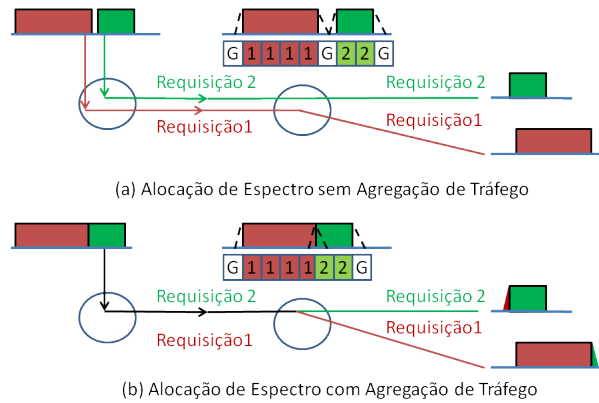 G 1 1 1 1 G 2 2 G
Requisição 2
Requisição 2
Requisição1
Requisição1
(a) Alocação de Espectro sem Agregação de Tráfego
G 1 1 1 1 2 2 G
Requisição 2
Requisição 2
Requisição1
Requisição1
(b) Alocação de Espectro com Agregação de Tráfego